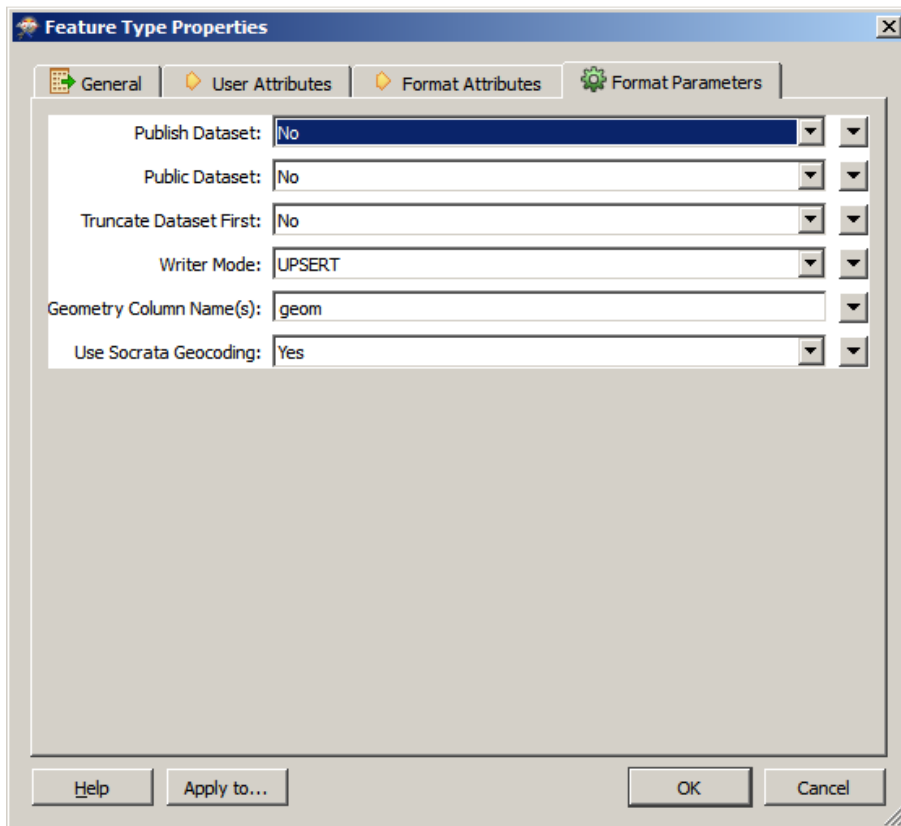 Feature Type Properties
General User Attributes Format Attributes Format Parameters
Publish Dataset: No
Public Dataset: No
Truncate Dataset First: No
Writer Mode: UPSERT
Geometry Column Name(s): geom
Use Socrata Geocoding: Yes
Help Apply to... OK Cancel